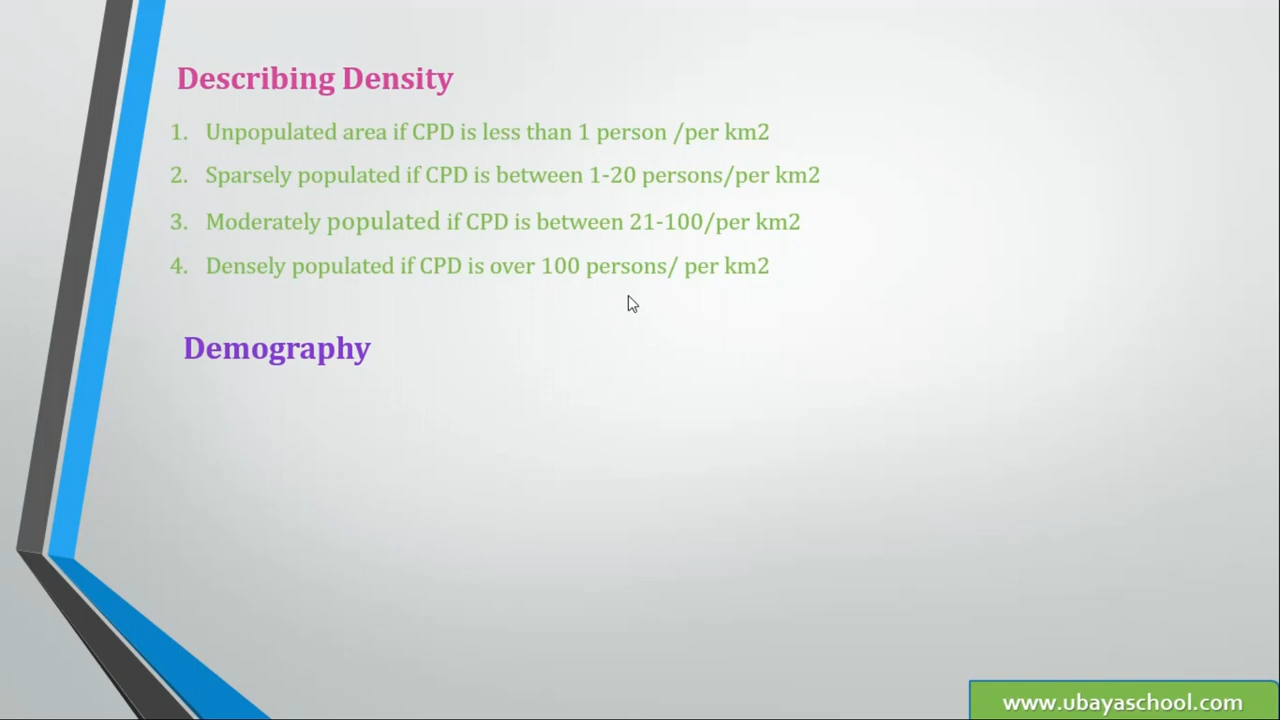 Describing Density
1. Unpopulated area if CPD is less than 1 person /per km2
2. Sparsely populated if CPD is between 1-20 persons/per km2
3. Moderately populated if CPD is between 21-100/per km2
4. Densely populated if CPD is over 100 persons/ per km2
Demography
www.ubayaschool.com